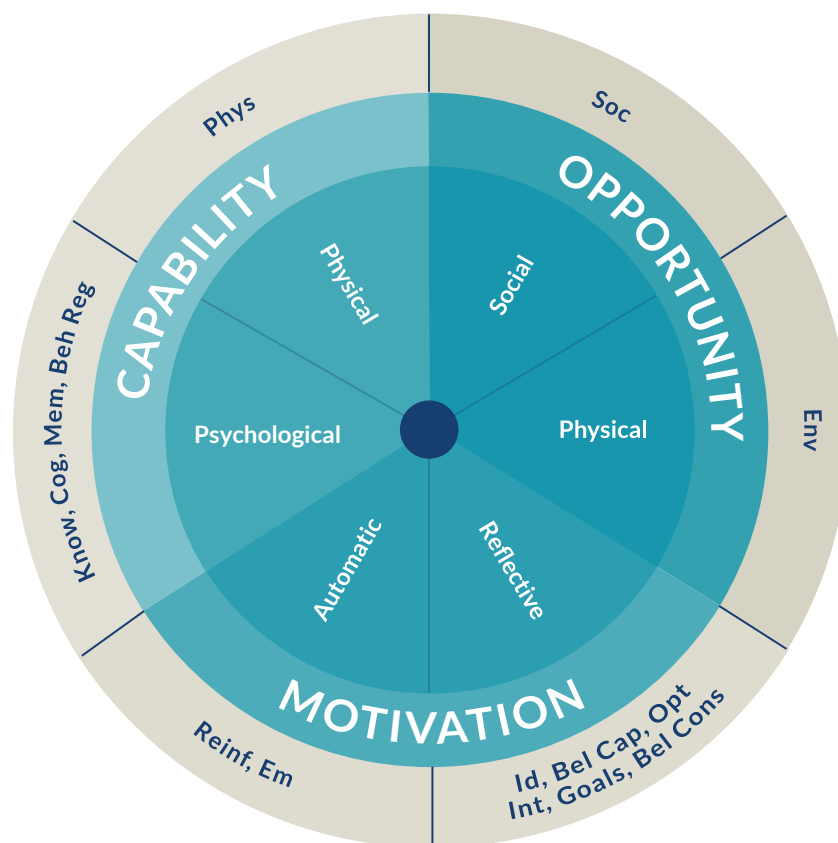 Phys
Soc
CAPABILITY
OPPORTUNITY
Physical
Social
Know, Cog, Mem, Beh Reg
Psychological
Physical
Env
Automatic
Reflective
MOTIVATION
Reinf, Em
Id, Bel Cap, Opt
Int, Goals, Bel Cons